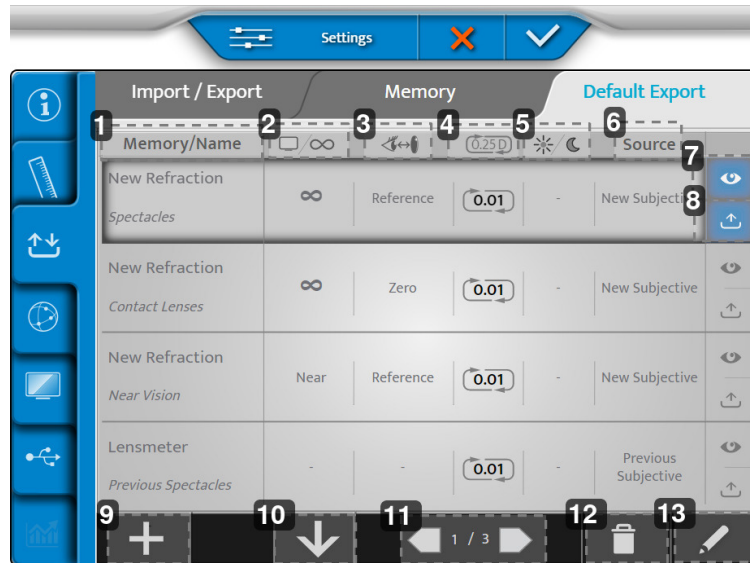 Settings
Import / Export
Memory
Default Export
1 2 3 4 5 6
Memory/Name
/∞
0.25 D
/
Source
7
New Refraction
Spectacles
∞
Reference
0.01
-
New Subjecti
8
New Refraction
Contact Lenses
∞
Zero
0.01
-
New Subjective
New Refraction
Near Vision
Near
Reference
0.01
-
New Subjective
Lensmeter
Previous Spectacles
-
-
0.01
-
Previous
Subjective
9 10 11 12 13
1 / 3